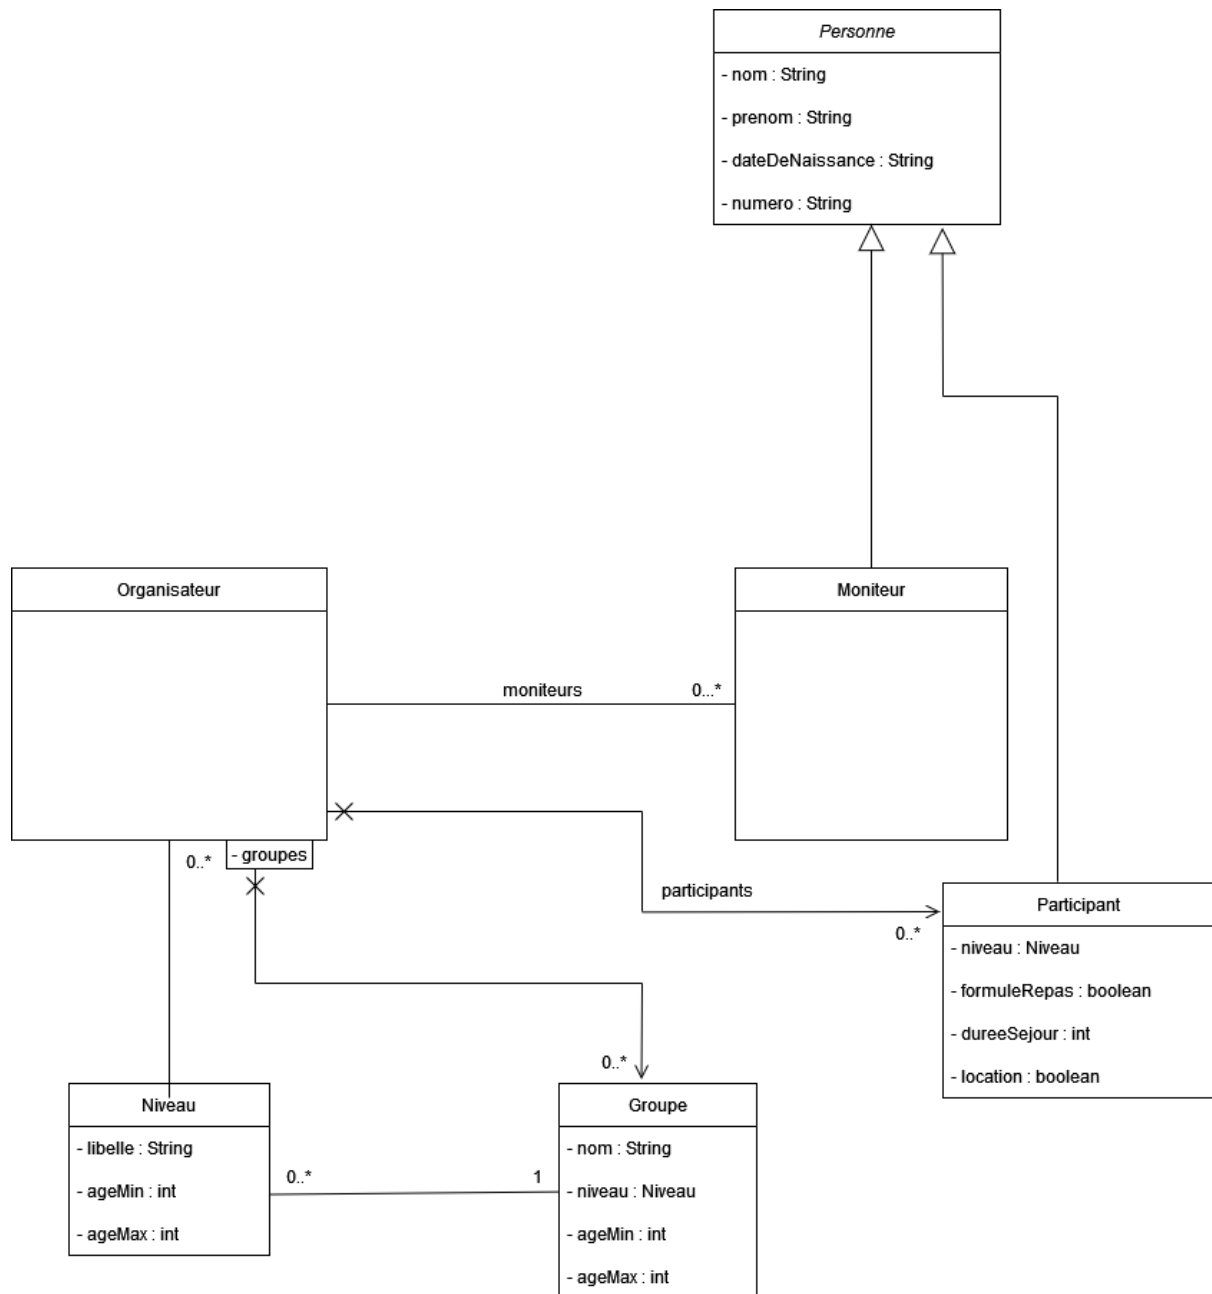 Personne
- nom : String
- prenom : String
- dateDeNaissance : String
- numero : String
Organisateur
Moniteur
moniteurs
0...*
0..*
- groupes
participants
0..*
Participant
- niveau : Niveau
- formuleRepas : boolean
- dureeSejour : int
- location : boolean
0..*
Niveau
- libelle : String
- ageMin : int
- ageMax : int
0..*
1
Groupe
- nom : String
- niveau : Niveau
- ageMin : int
- ageMax : int